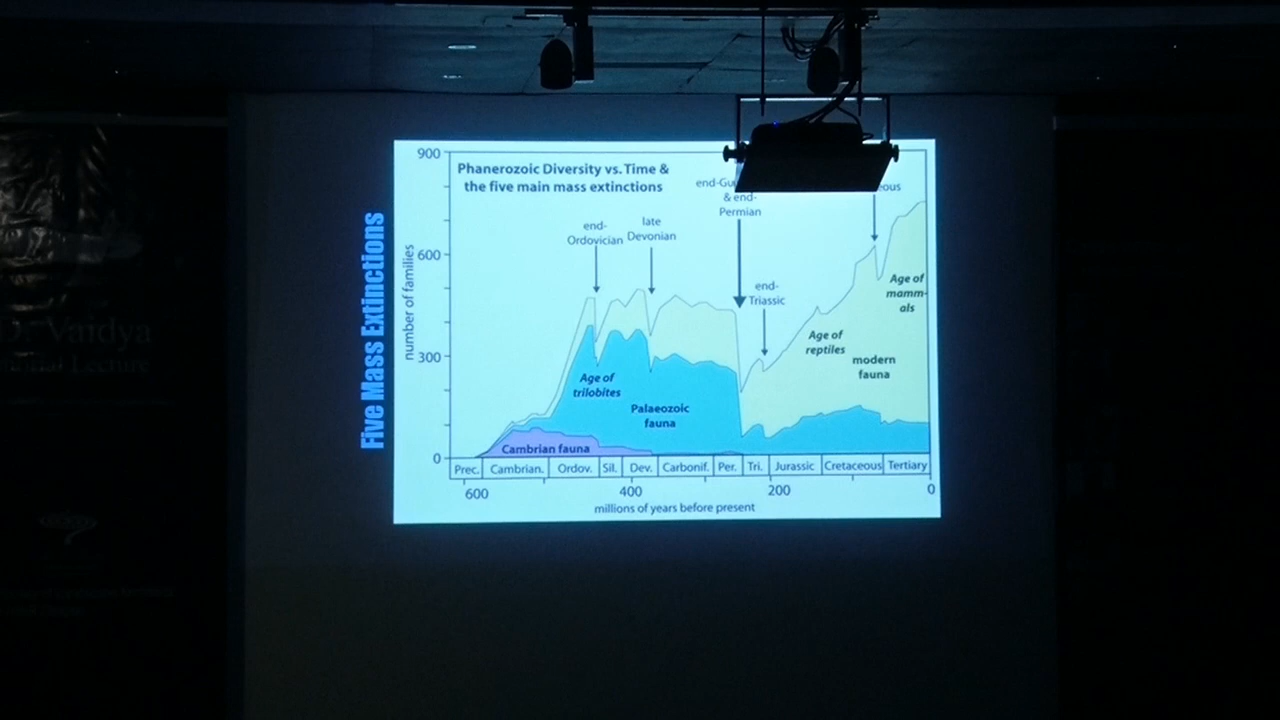 Five Mass Extinctions
Phanerozoic Diversity vs. Time &
the five main mass extinctions
number of families
900
600
300
0
end-
Ordovician
late
Devonian
& end-
Permian
end-
Triassic
Age of
trilobites
Palaeozoic
fauna
Cambrian fauna
Age of
reptiles
modern
fauna
Age of
mamm-
als
Prec. Cambrian. Ordov. Sil. Dev. Carbonif. Per. Tri. Jurassic Cretaceous Tertiary
600 400 200 0
millions of years before present
Vaidya
Lecture